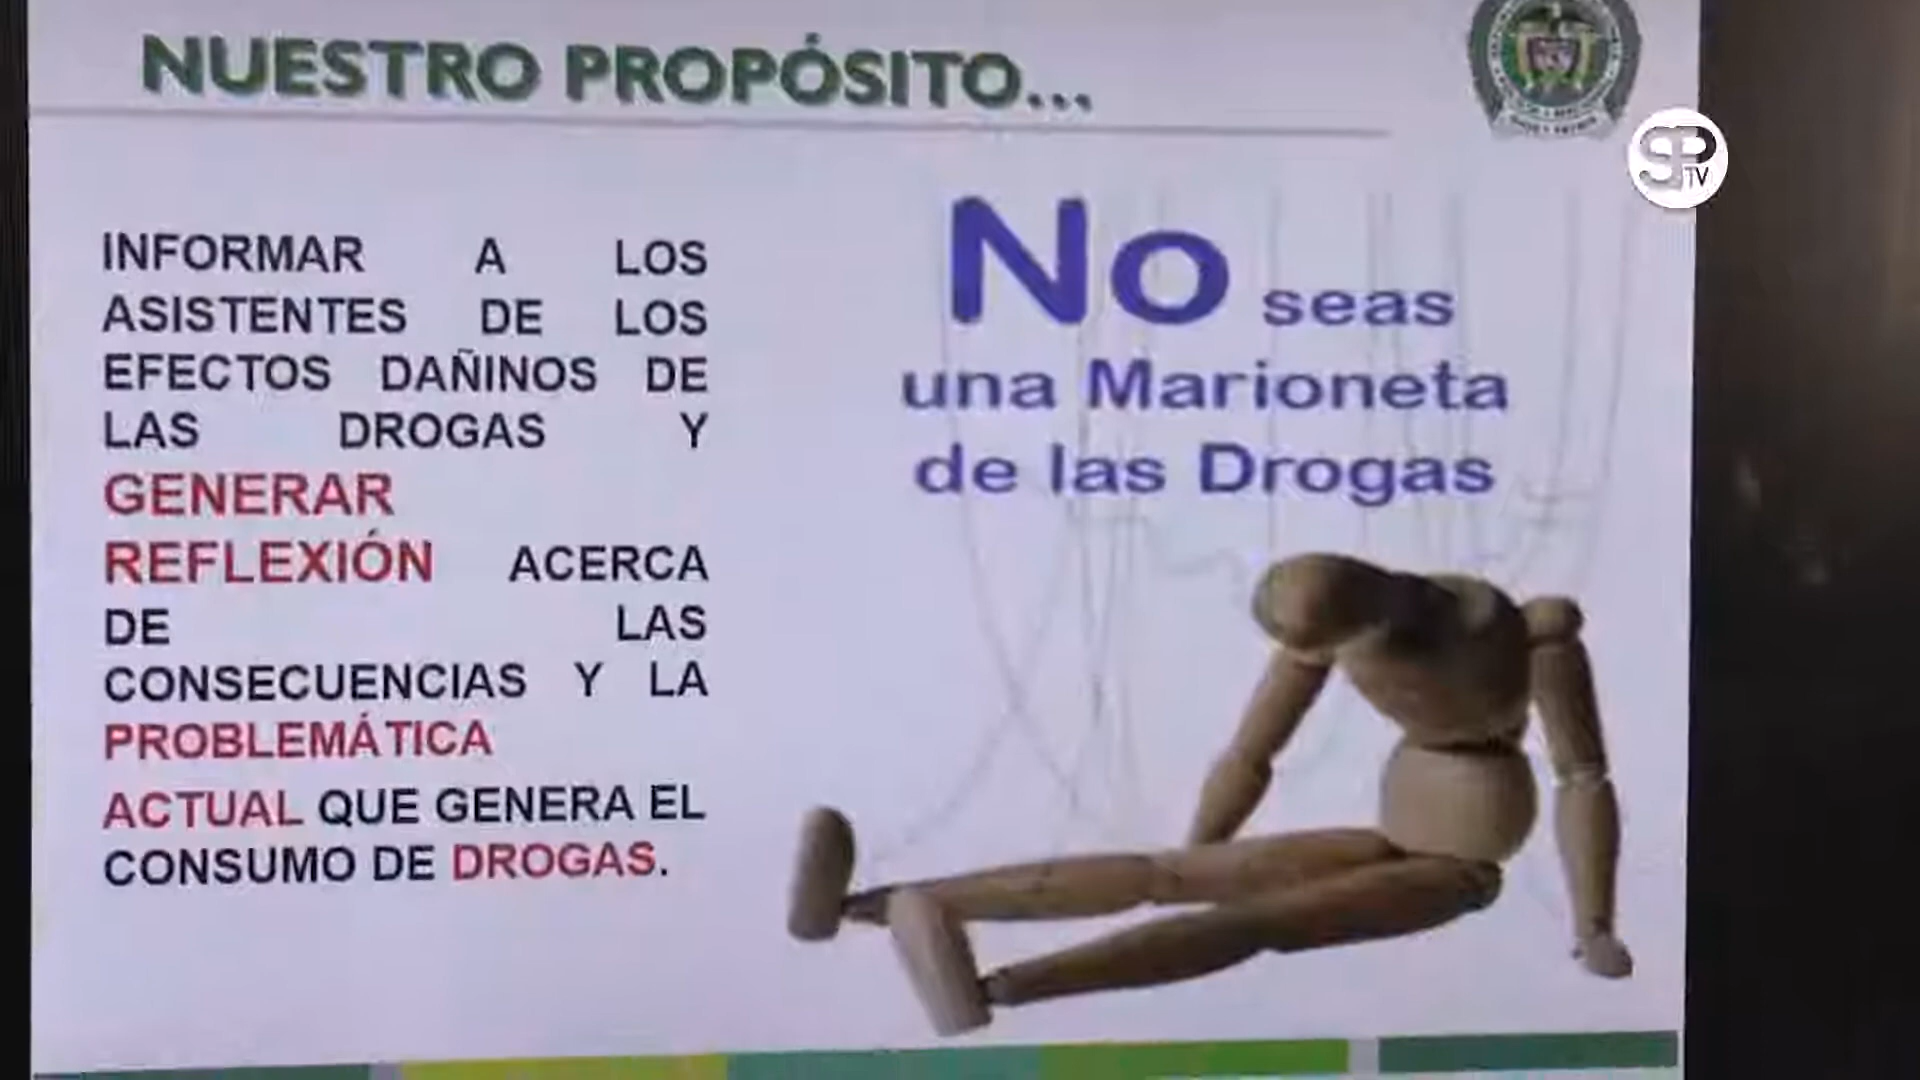 NUESTRO PROPÓSITO...
INFORMAR A LOS
ASISTENTES DE LOS
EFECTOS DAÑINOS DE
LAS DROGAS Y
GENERAR
REFLEXIÓN ACERCA
DE LAS
CONSECUENCIAS Y LA
PROBLEMÁTICA
ACTUAL QUE GENERA EL
CONSUMO DE DROGAS.
No seas
una Marioneta
de las Drogas
TV